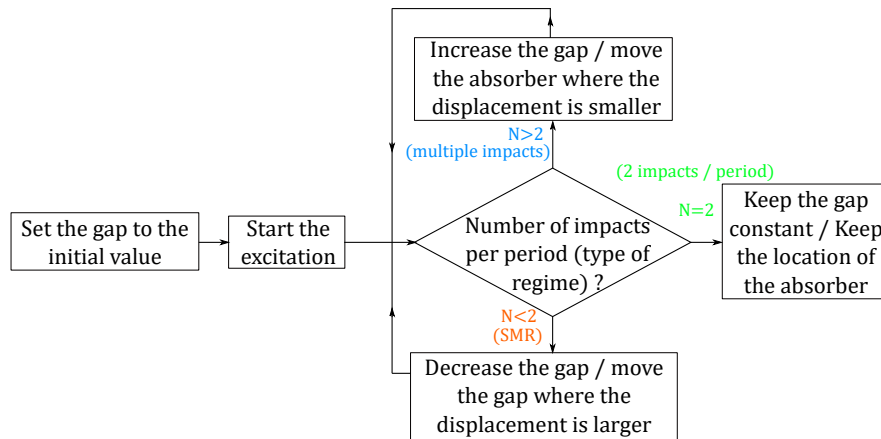 Increase the gap / move
the absorber where the
displacement is smaller
N>2
(multiple impacts)
(2 impacts / period)
N=2
Set the gap to the
initial value
Start the
excitation
Number of impacts
per period (type of
regime) ?
Keep the gap
constant / Keep
the location of
the absorber
N<2
(SMR)
Decrease the gap / move
the gap where the
displacement is larger